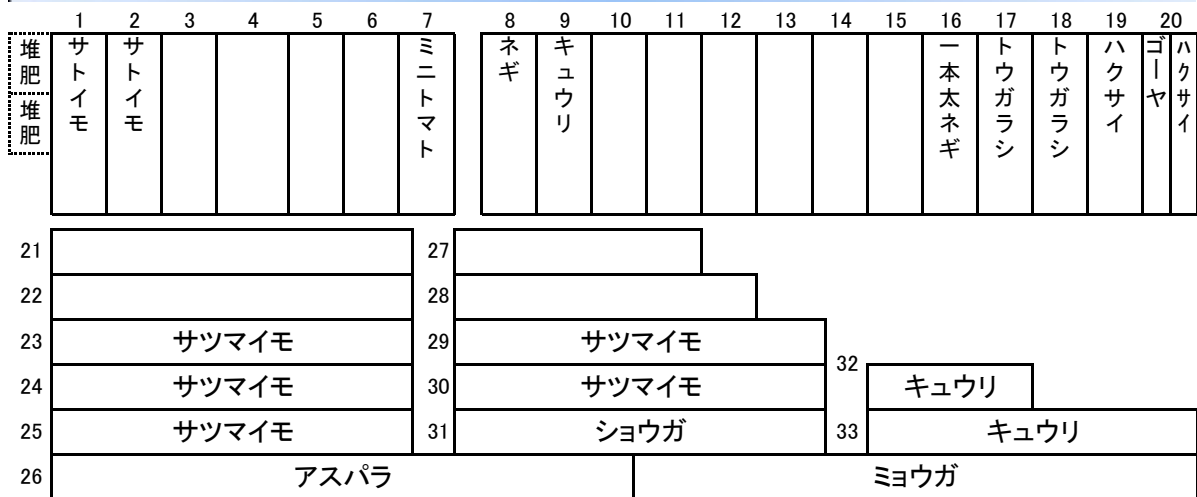 1 2 3 4 5 6 7 8 9 10 11 12 13 14 15 16 17 18 19 20
堆肥
堆肥
サトイモ
サトイモ
ミニトマト
ネギ
キュウリ
一本太ネギ
トウガラシ
トウガラシ
ハクサイ
ゴーヤ
ハクサイ
21 27
22 28
23 サツマイモ 29 サツマイモ
32
24 サツマイモ 30 サツマイモ キュウリ
25 サツマイモ 31 ショウガ 33 キュウリ
26 アスパラ ミョウガ